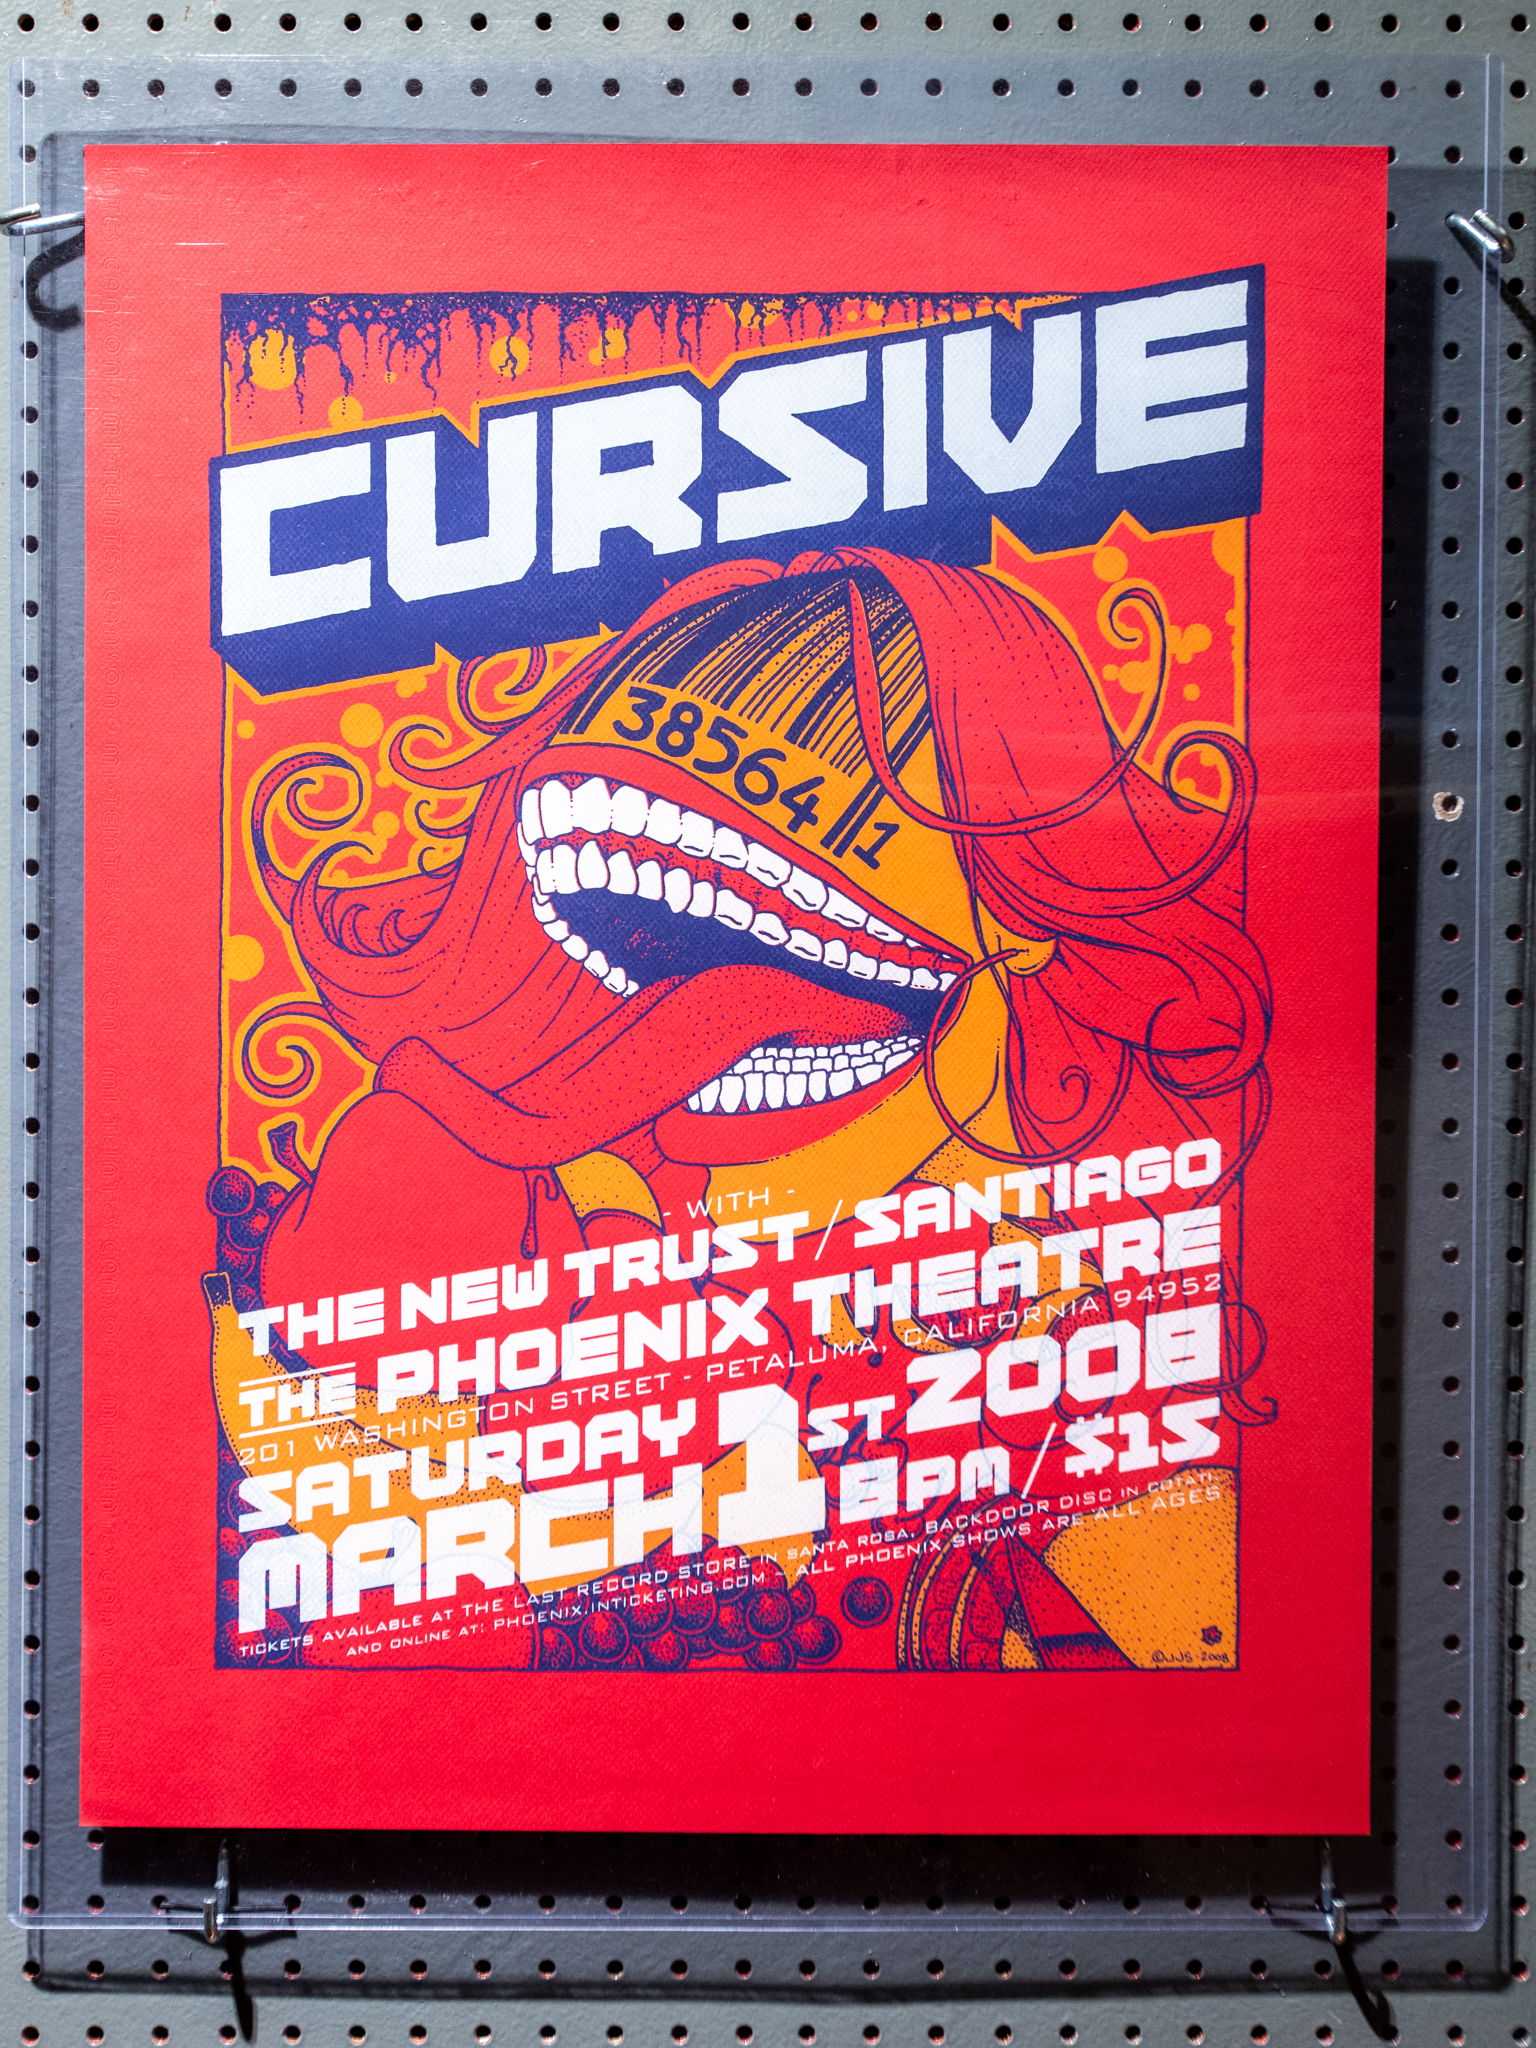 CURSIVE
38564 1
- WITH -
THE NEW TRUST / SANTIAGO
THE PHOENIX THEATRE
201 WASHINGTON STREET - PETALUMA, CALIFORNIA 94952
SATURDAY
MARCH 1ST 2008
8PM / $15
TICKETS AVAILABLE AT THE LAST RECORD STORE IN SANTA ROSA, BACKDOOR DISC IN COTATI,
AND ONLINE AT: PHOENIX.INTICKETING.COM - ALL PHOENIX SHOWS ARE ALL AGES
©JJS 2008